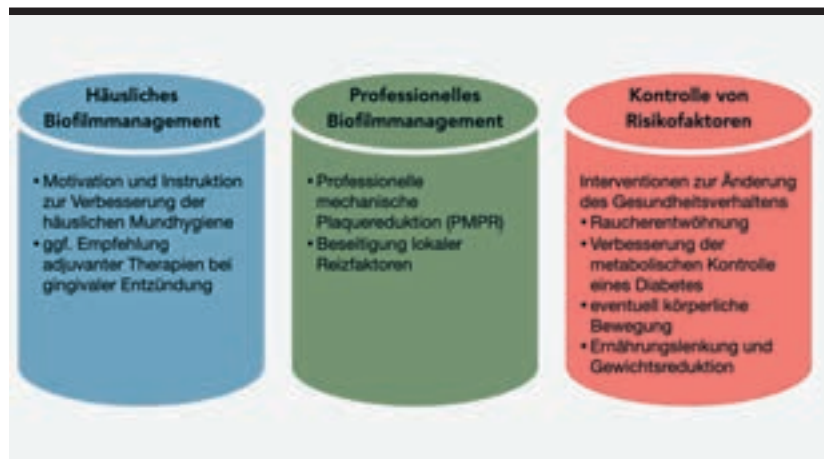 Häusliches
Biofilmmanagement
• Motivation und Instruktion
zur Verbesserung der
häuslichen Mundhygiene
• ggf. Empfehlung
adjuvanter Therapien bei
gingivaler Entzündung
Professionelles
Biofilmmanagement
• Professionelle
mechanische
Plaquereduktion (PMPR)
• Beseitigung lokaler
Reizfaktoren
Kontrolle von
Risikofaktoren
Interventionen zur Änderung
des Gesundheitsverhaltens
• Raucherentwöhnung
• Verbesserung der
metabolischen Kontrolle
eines Diabetes
• eventuell körperliche
Bewegung
• Ernährungslenkung und
Gewichtsreduktion